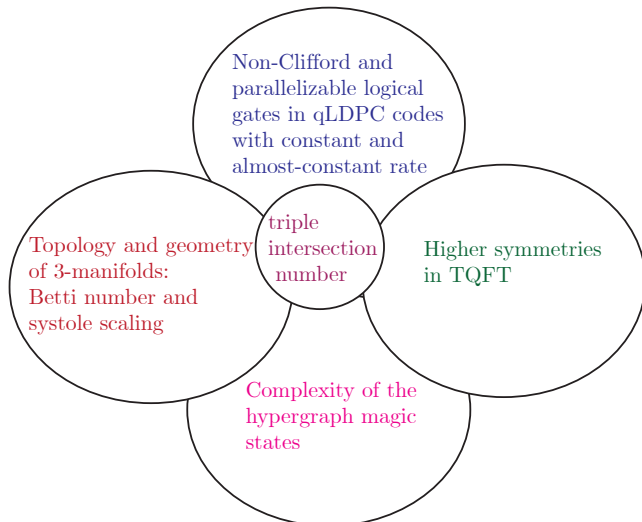 Non-Clifford and
parallelizable logical
gates in qLDPC codes
with constant and
almost-constant rate
triple
intersection
number
Topology and geometry
of 3-manifolds:
Betti number and
systole scaling
Higher symmetries
in TQFT
Complexity of the
hypergraph magic
states